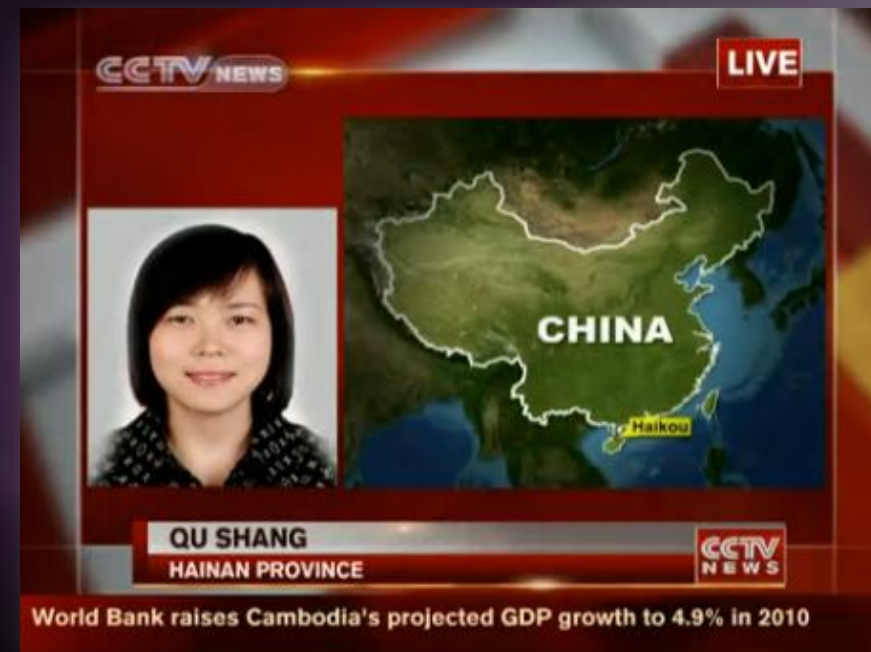 CCTV NEWS
LIVE
CHINA
Haikou
QU SHANG
HAINAN PROVINCE
CCTV
NEWS
World Bank raises Cambodia's projected GDP growth to 4.9% in 2010